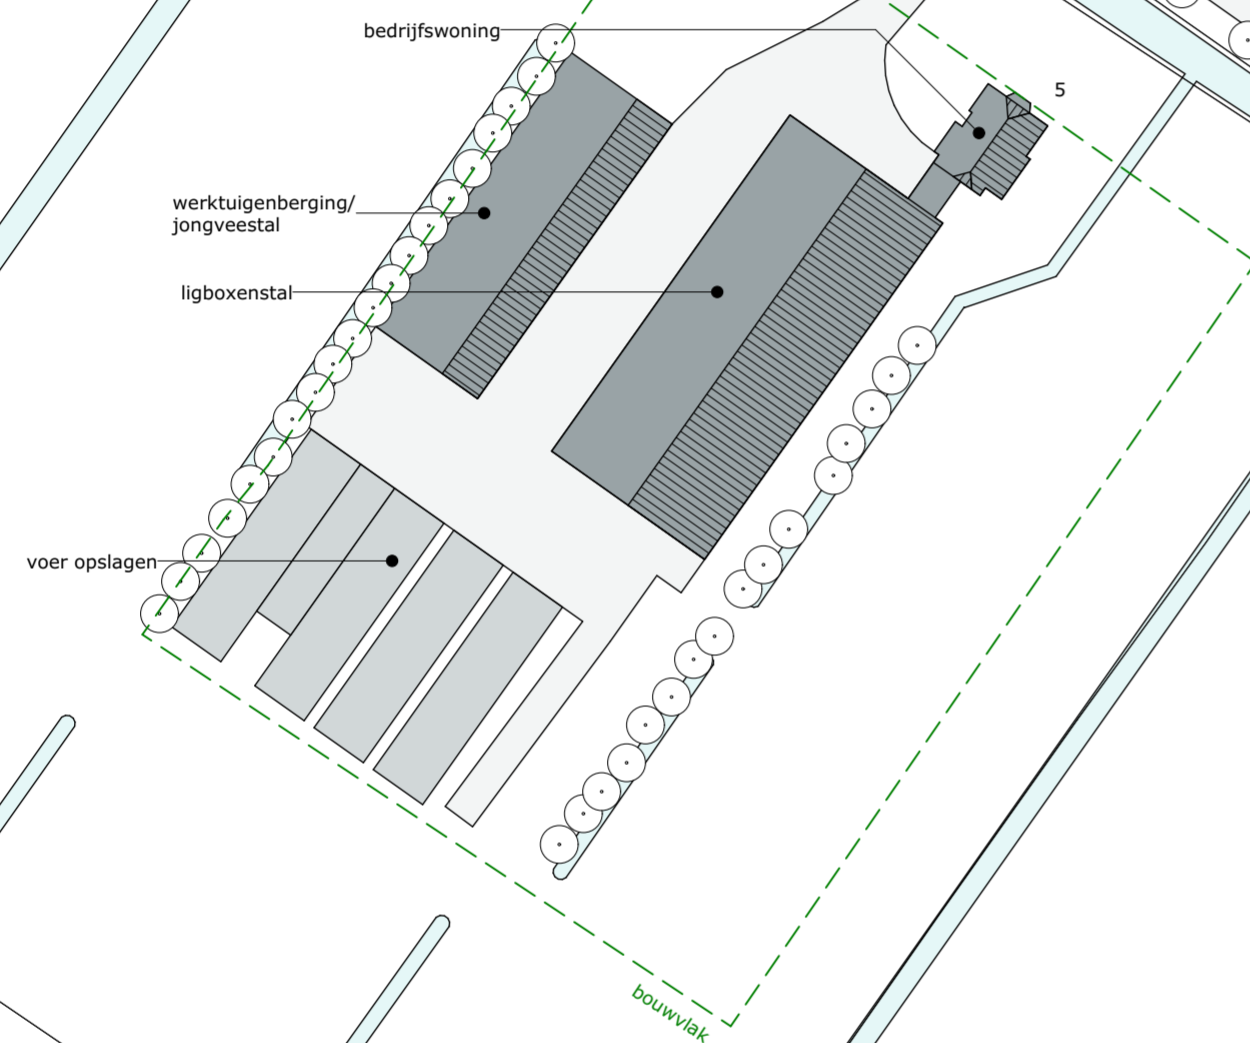 bedrijfswoning
5
werktuigenberging/
jongveestal
ligboxenstal
voer opslagen
bouwvlak